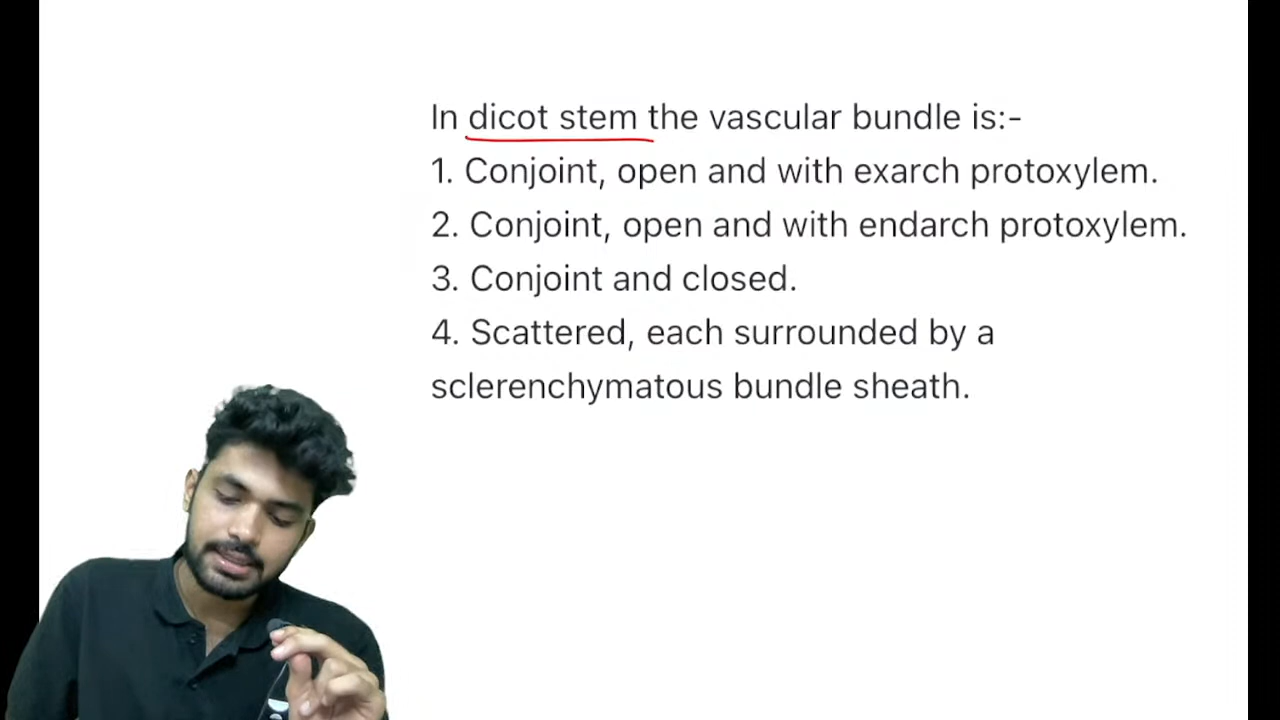 In dicot stem the vascular bundle is:-
1. Conjoint, open and with exarch protoxylem.
2. Conjoint, open and with endarch protoxylem.
3. Conjoint and closed.
4. Scattered, each surrounded by a
sclerenchymatous bundle sheath.